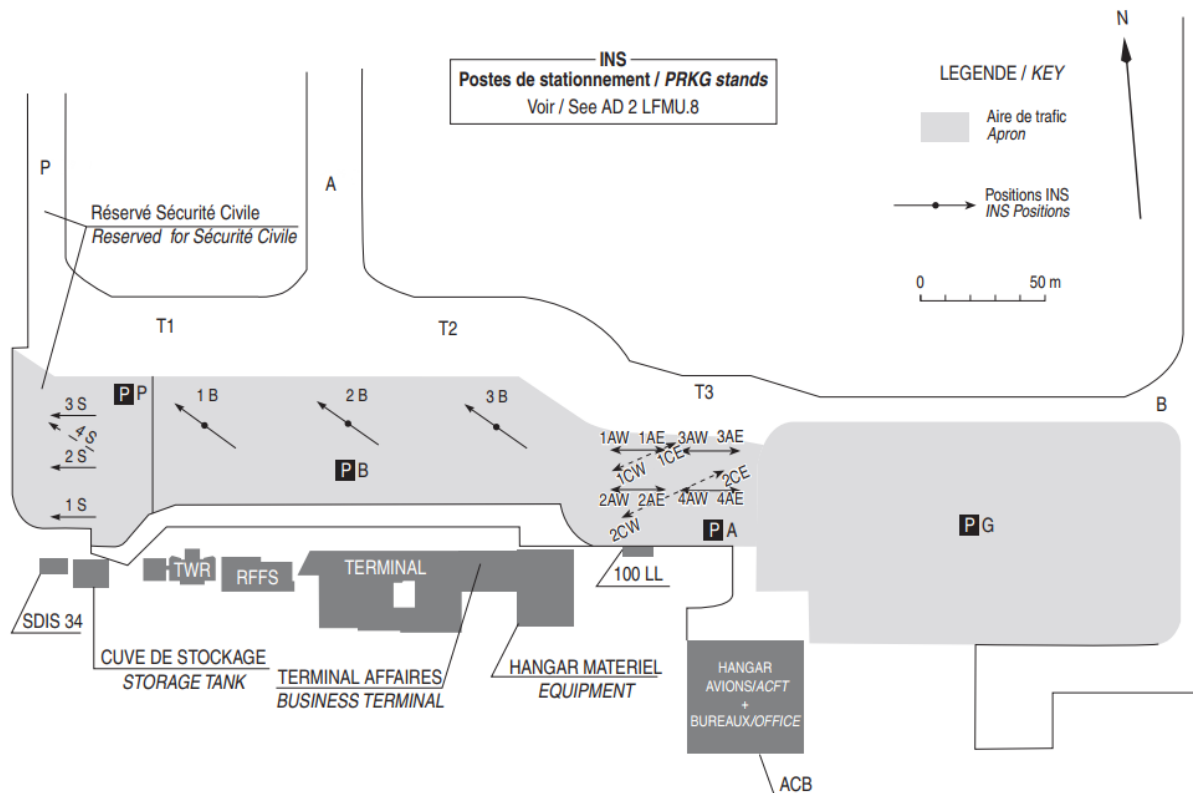 INS
Postes de stationnement / PRKG stands
Voir / See AD 2 LFMU.8
N
LEGENDE / KEY
Aire de trafic
Apron
Positions INS
INS Positions
0 50 m
P
A
Réservé Sécurité Civile
Reserved for Sécurité Civile
T1
T2
T3
B
P P
1 B
2 B
3 B
3 S
4 S
2 S
1 S
P B
1AW 1AE 3AW 3AE
1CW
1CE
2CE
2AW 2AE 4AW 4AE
2CW
P A
P G
TWR
RFFS
TERMINAL
100 LL
SDIS 34
CUVE DE STOCKAGE
STORAGE TANK
TERMINAL AFFAIRES
BUSINESS TERMINAL
HANGAR MATERIEL
EQUIPMENT
HANGAR
AVIONS/ACFT
+
BUREAUX/OFFICE
ACB